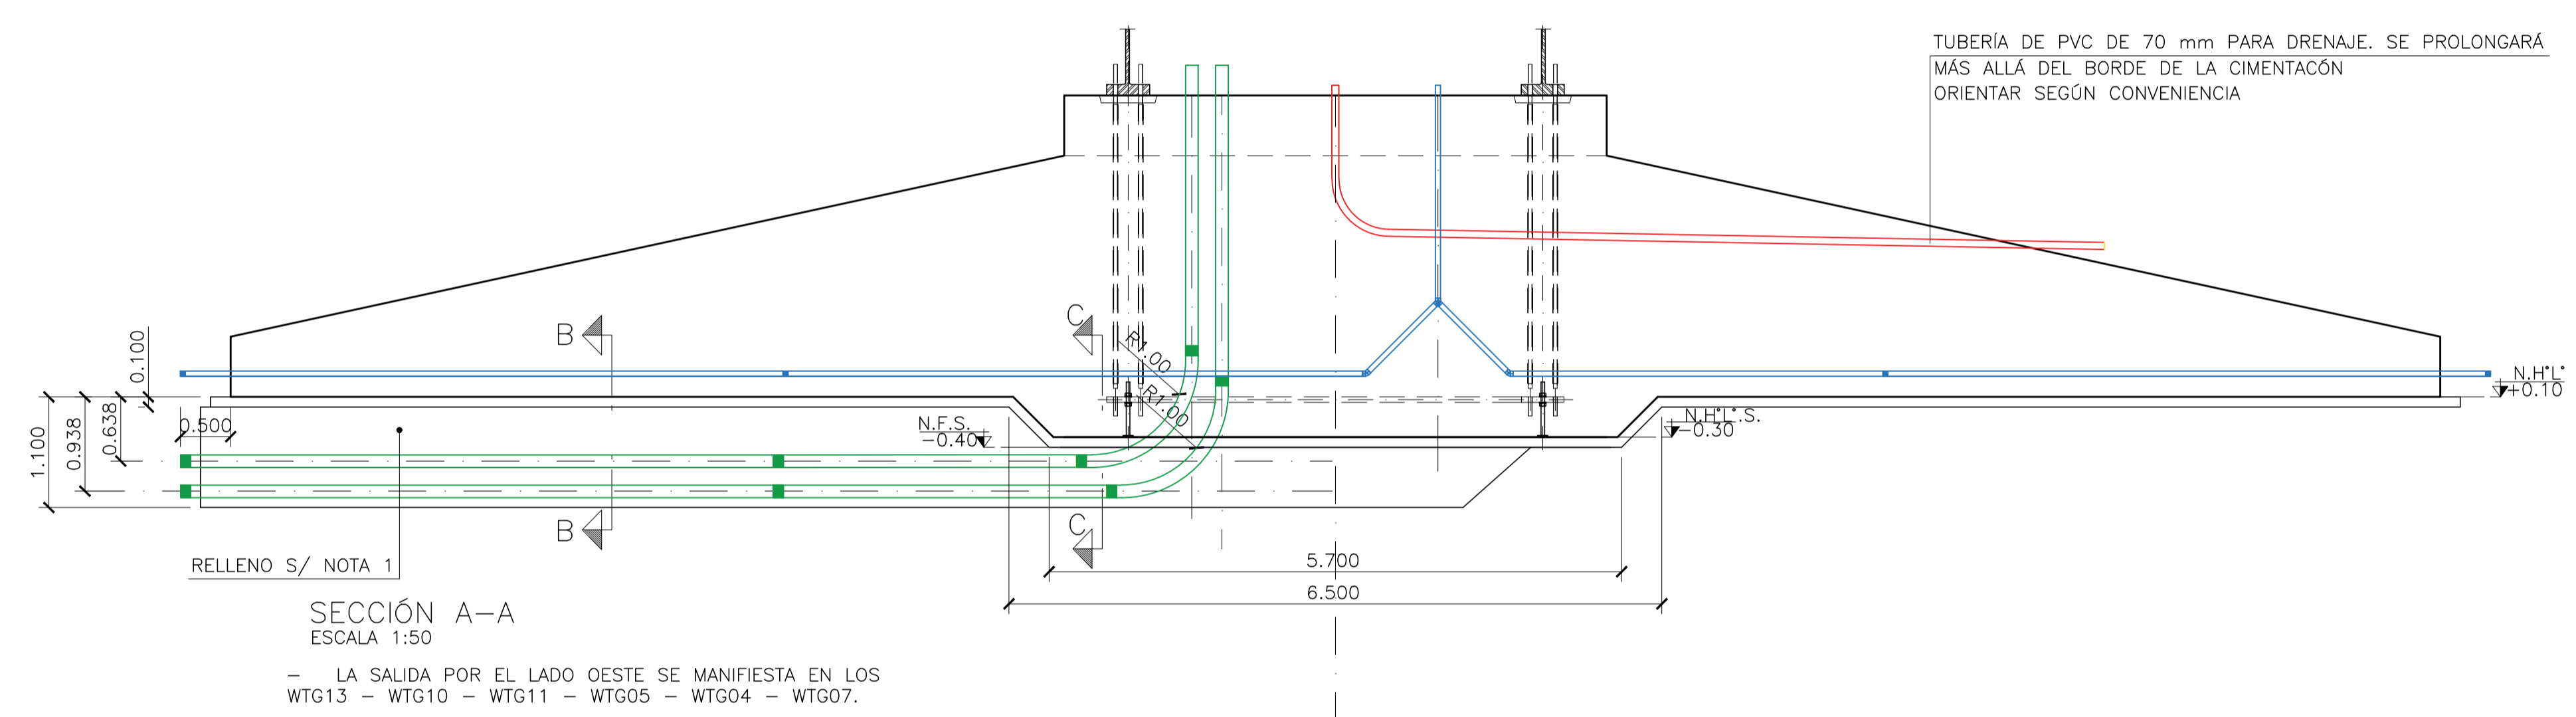 TUBERÍA DE PVC DE 70 mm PARA DRENAJE. SE PROLONGARÁ
MÁS ALLÁ DEL BORDE DE LA CIMENTACÓN
ORIENTAR SEGÚN CONVENIENCIA
B
C
R1.00
R1.00
0.100
0.638
0.938
1.100
0.500
N.F.S.
-0.40
N.H°L°.S.
-0.30
N.H°L°
+0.10
B
C
RELLENO S/ NOTA 1
5.700
6.500
SECCIÓN A-A
ESCALA 1:50
- LA SALIDA POR EL LADO OESTE SE MANIFIESTA EN LOS
WTG13 - WTG10 - WTG11 - WTG05 - WTG04 - WTG07.